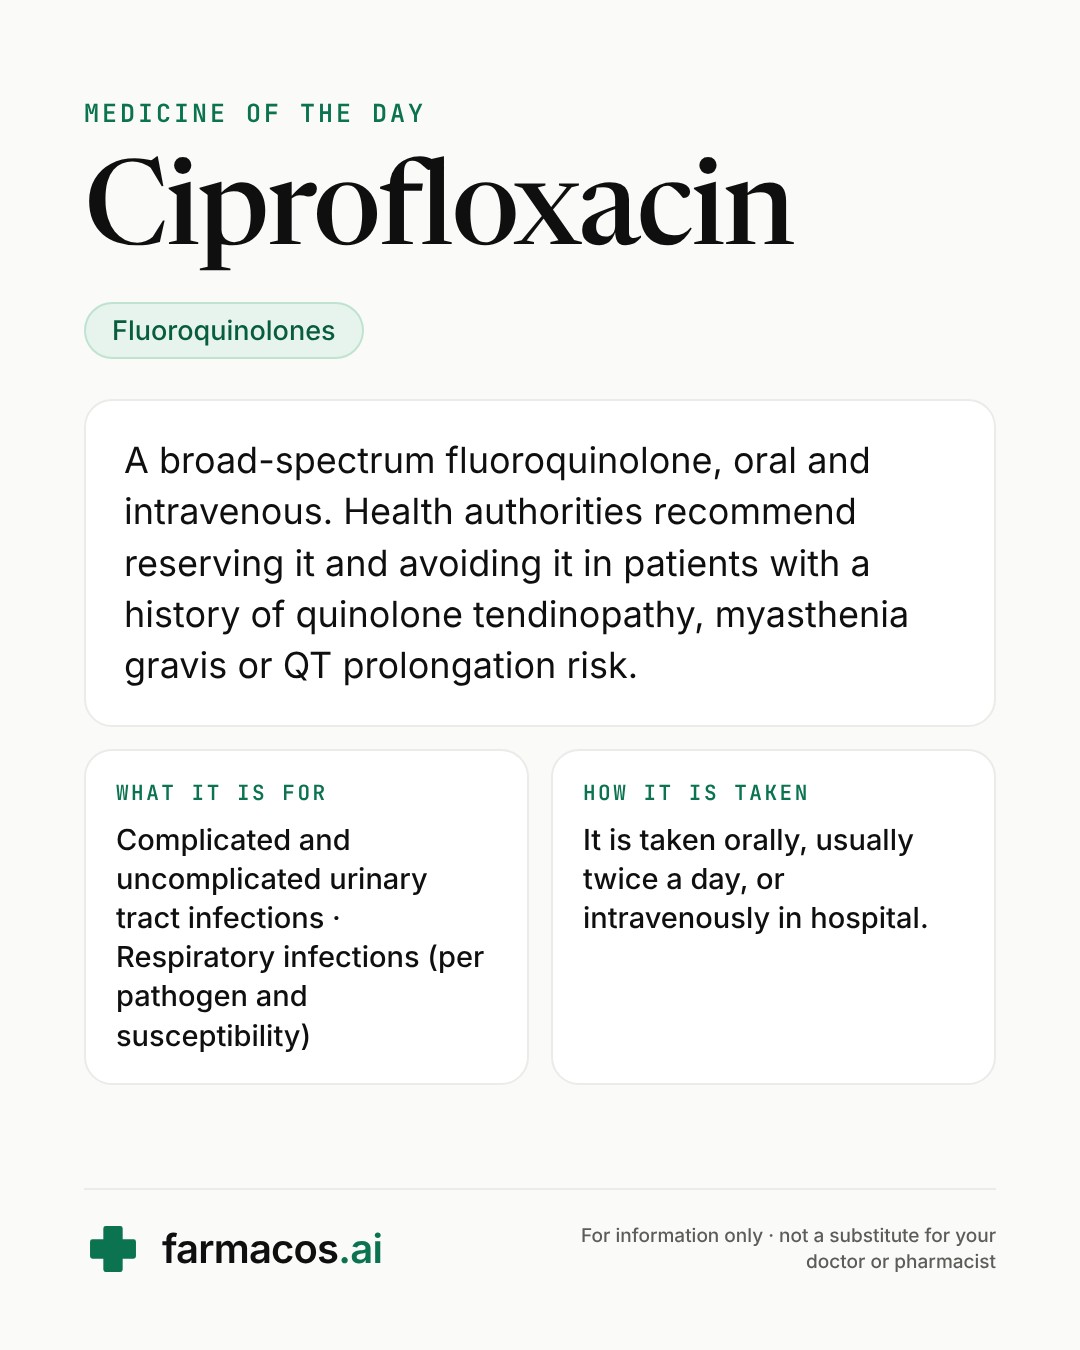 MEDICINE OF THE DAY
Ciprofloxacin
Fluoroquinolones
A broad-spectrum fluoroquinolone, oral and
intravenous. Health authorities recommend
reserving it and avoiding it in patients with a
history of quinolone tendinopathy, myasthenia
gravis or QT prolongation risk.
WHAT IT IS FOR
Complicated and
uncomplicated urinary
tract infections ·
Respiratory infections (per
pathogen and
susceptibility)
HOW IT IS TAKEN
It is taken orally, usually
twice a day, or
intravenously in hospital.
farmacos.ai
For information only · not a substitute for your
doctor or pharmacist